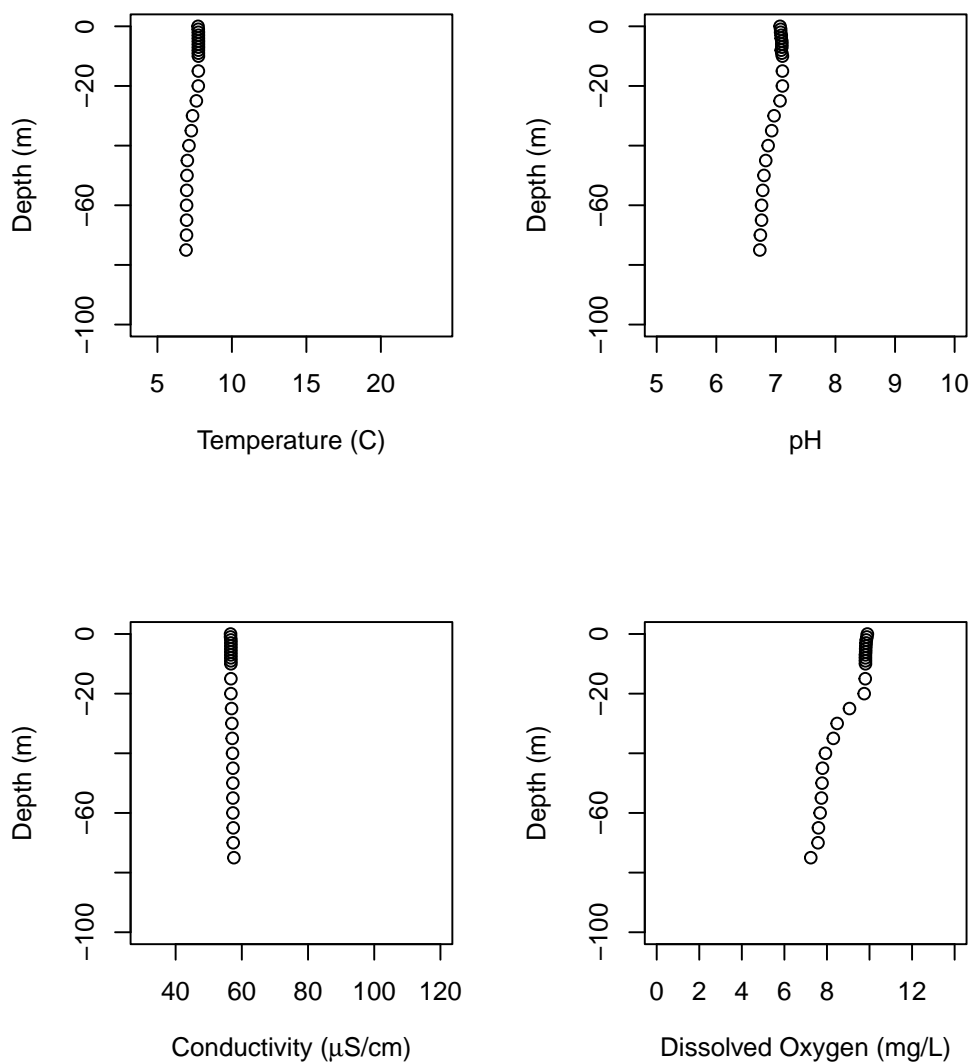 0
−20
−60
−100
Depth (m)
5 10 15 20
Temperature (C)
0
−20
−60
−100
Depth (m)
5 6 7 8 9 10
pH
0
−20
−60
−100
Depth (m)
40 60 80 100 120
Conductivity (μS/cm)
0
−20
−60
−100
Depth (m)
0 2 4 6 8 12
Dissolved Oxygen (mg/L)